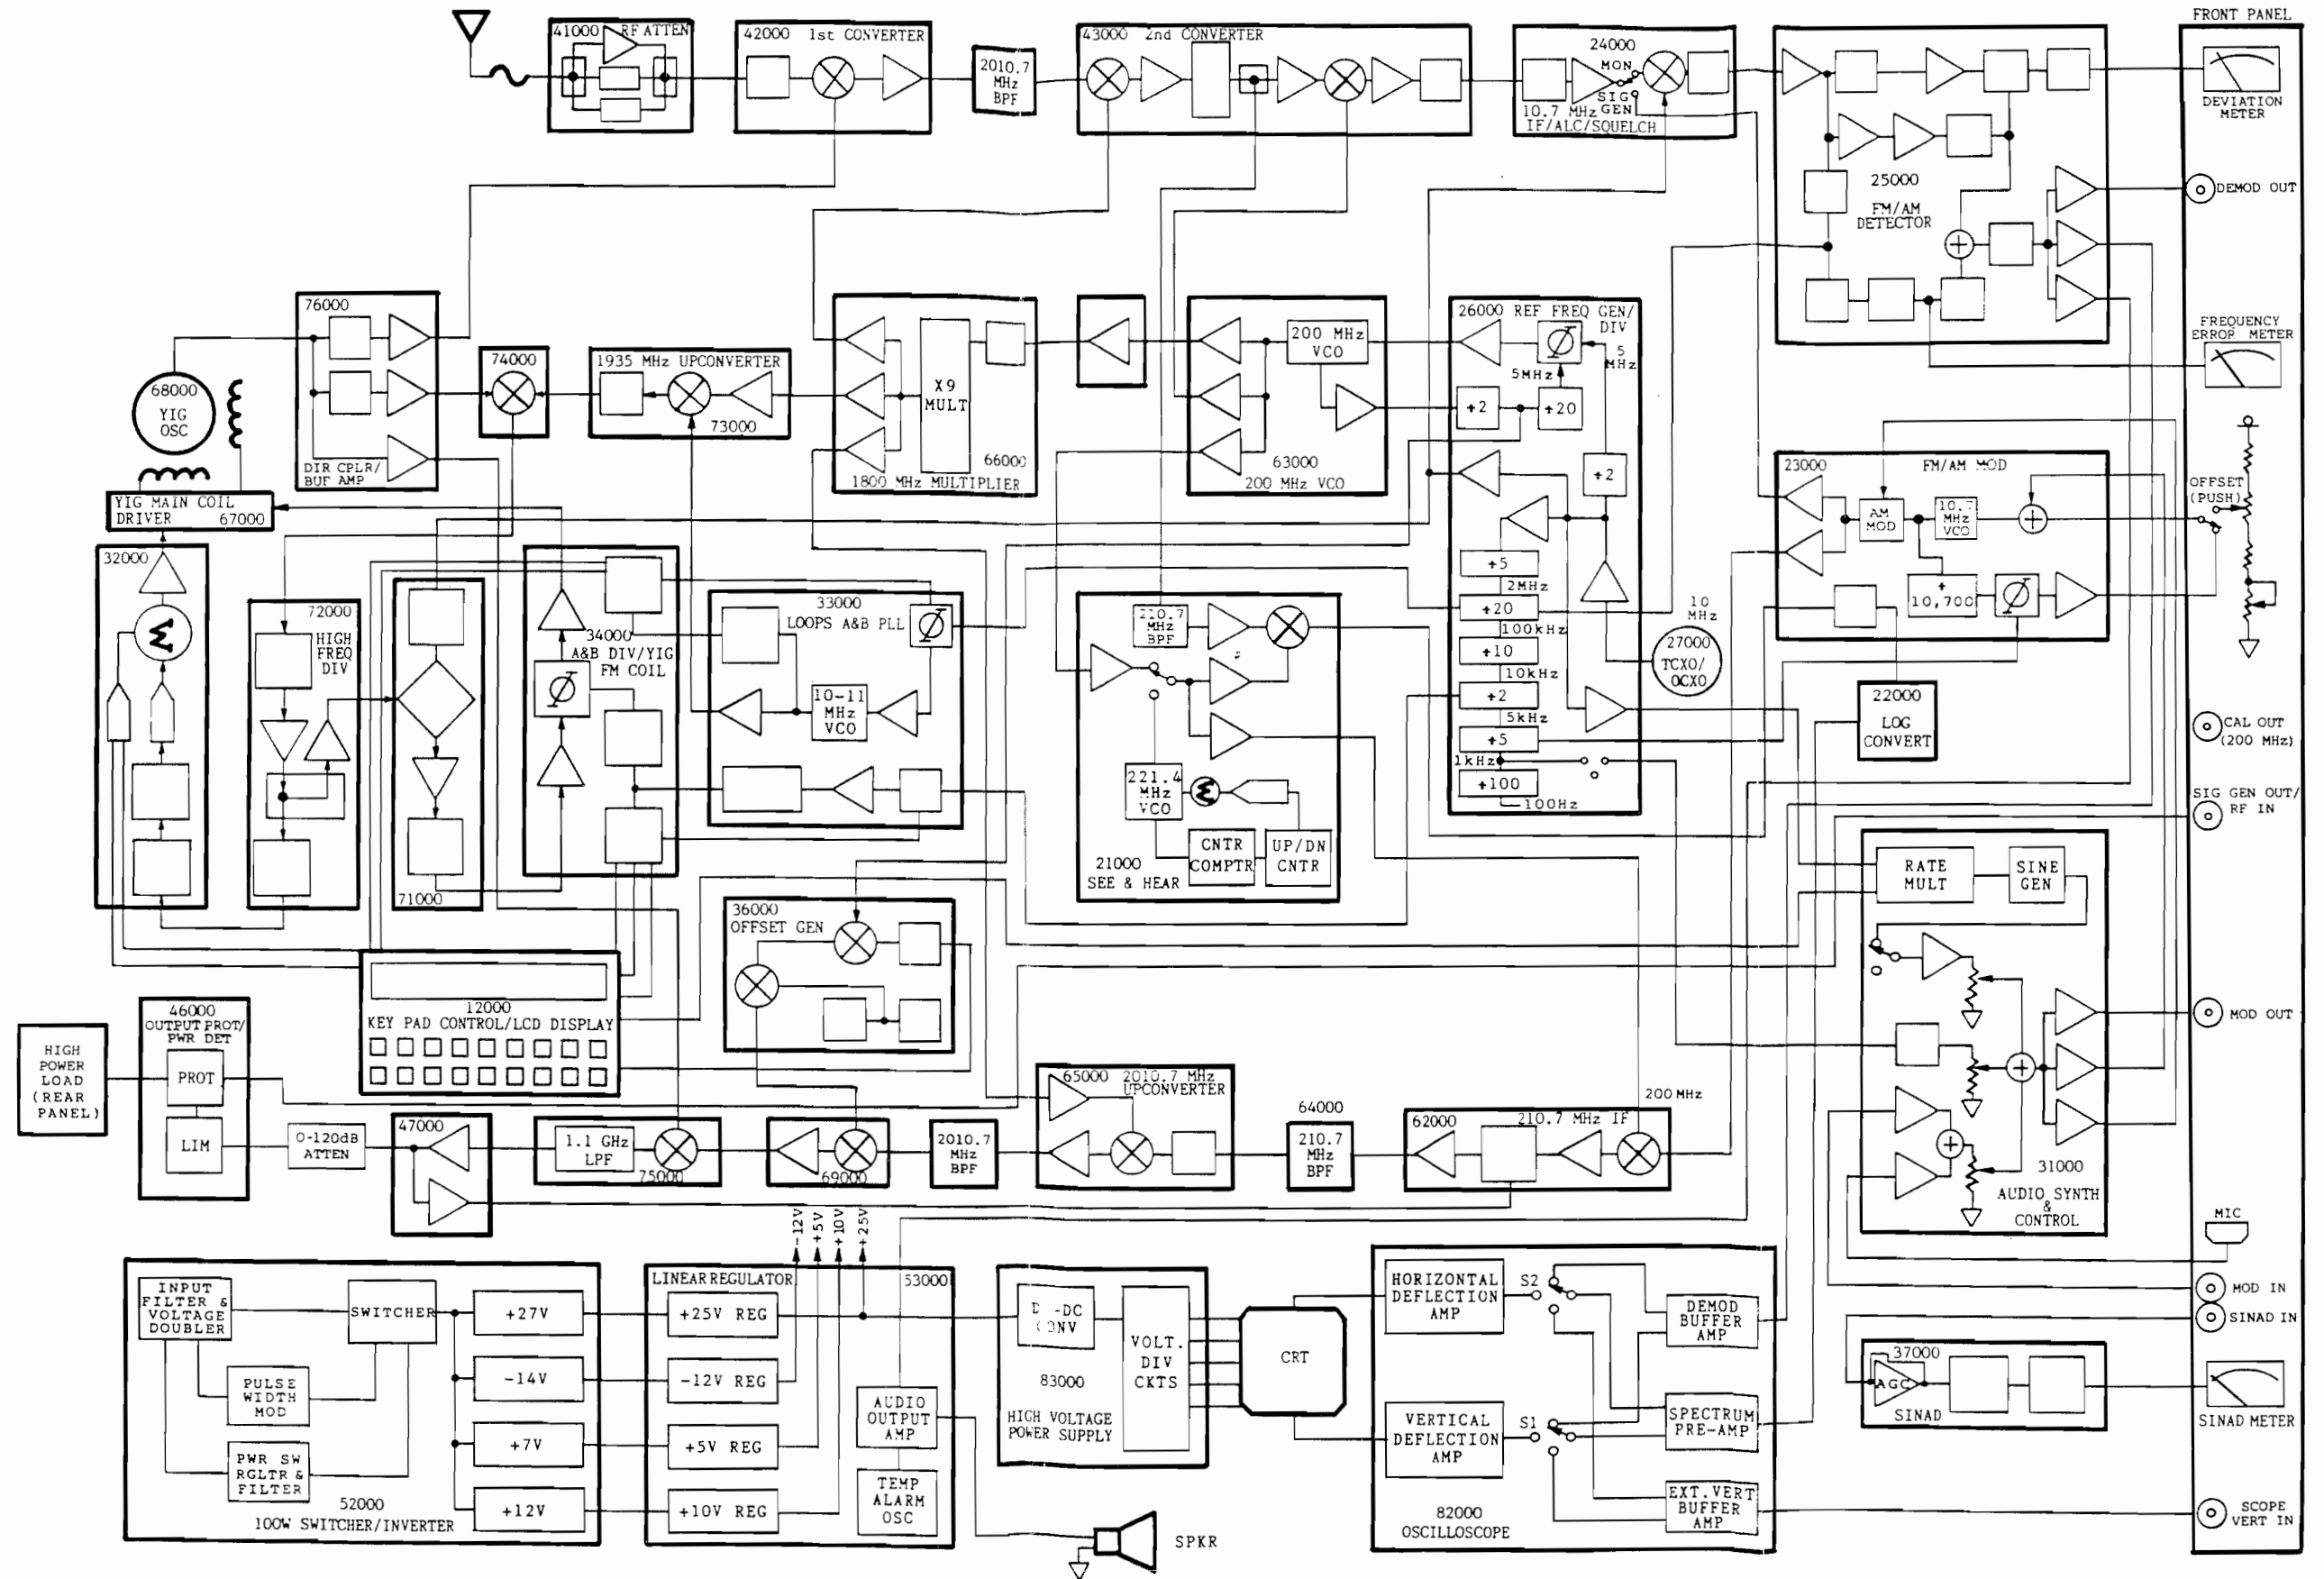 FRONT PANEL
41000 RF ATTEN
42000 1st CONVERTER
2010.7
MHz
BPF
43000 2nd CONVERTER
24000
MON
SIG
GEN
10.7 MHz
IF/ALC/SQUELCH
25000
FM/AM
DETECTOR
DEVIATION
METER
DEMOD OUT
FREQUENCY
ERROR METER
76000
DIR CPLR/
BUF AMP
68000
YIG
OSC
YIG MAIN COIL
DRIVER 67000
74000
1935 MHz UPCONVERTER
73000
X9
MULT
66000
1800 MHz MULTIPLIER
200 MHz
VCO
63000
200 MHz VCO
26000 REF FREQ GEN/
DIV
5
MHz
5MHz
÷2
÷20
÷2
÷5
2MHz
÷20
100kHz
÷10
10kHz
÷2
5kHz
÷5
1kHz
÷100
100Hz
10
MHz
27000
TCXO/
OCXO
23000 FM/AM MOD
AM
MOD
10.7
MHz
VCO
÷
10,700
OFFSET
(PUSH)
22000
LOG
CONVERT
CAL OUT
(200 MHz)
SIG GEN OUT/
RF IN
32000
Σ
72000
HIGH
FREQ
DIV
71000
34000
A&B DIV/YIG
FM COIL
33000
LOOPS A&B PLL
10-11
MHz
VCO
210.7
MHz
BPF
221.4
MHz
VCO
Σ
CNTR
COMPTR
UP/DN
CNTR
21000
SEE & HEAR
36000
OFFSET GEN
RATE
MULT
SINE
GEN
31000
AUDIO SYNTH
&
CONTROL
MOD OUT
12000
KEY PAD CONTROL/LCD DISPLAY
HIGH
POWER
LOAD
(REAR
PANEL)
46000
OUTPUT PROT/
PWR DET
PROT
LIM
0-120dB
ATTEN
47000
1.1 GHz
LPF
75000
69000
2010.7
MHz
BPF
65000 2010.7 MHz
UPCONVERTER
64000
210.7
MHz
BPF
62000 210.7 MHz IF
200 MHz
-12V
+5V
+10V
+25V
INPUT
FILTER &
VOLTAGE
DOUBLER
SWITCHER
PULSE
WIDTH
MOD
PWR SW
RGLTR &
FILTER
+27V
-14V
+7V
+12V
52000
100W SWITCHER/INVERTER
LINEAR REGULATOR 53000
+25V REG
-12V REG
+5V REG
+10V REG
AUDIO
OUTPUT
AMP
TEMP
ALARM
OSC
VOLT.
DIV
CKTS
83000
HIGH VOLTAGE
POWER SUPPLY
CRT
SPKR
HORIZONTAL
DEFLECTION
AMP
S2
VERTICAL
DEFLECTION
AMP
S1
DEMOD
BUFFER
AMP
SPECTRUM
PRE-AMP
EXT.VERT
BUFFER
AMP
82000
OSCILLOSCOPE
37000
AGC
SINAD
MIC
MOD IN
SINAD IN
SINAD METER
SCOPE
VERT IN